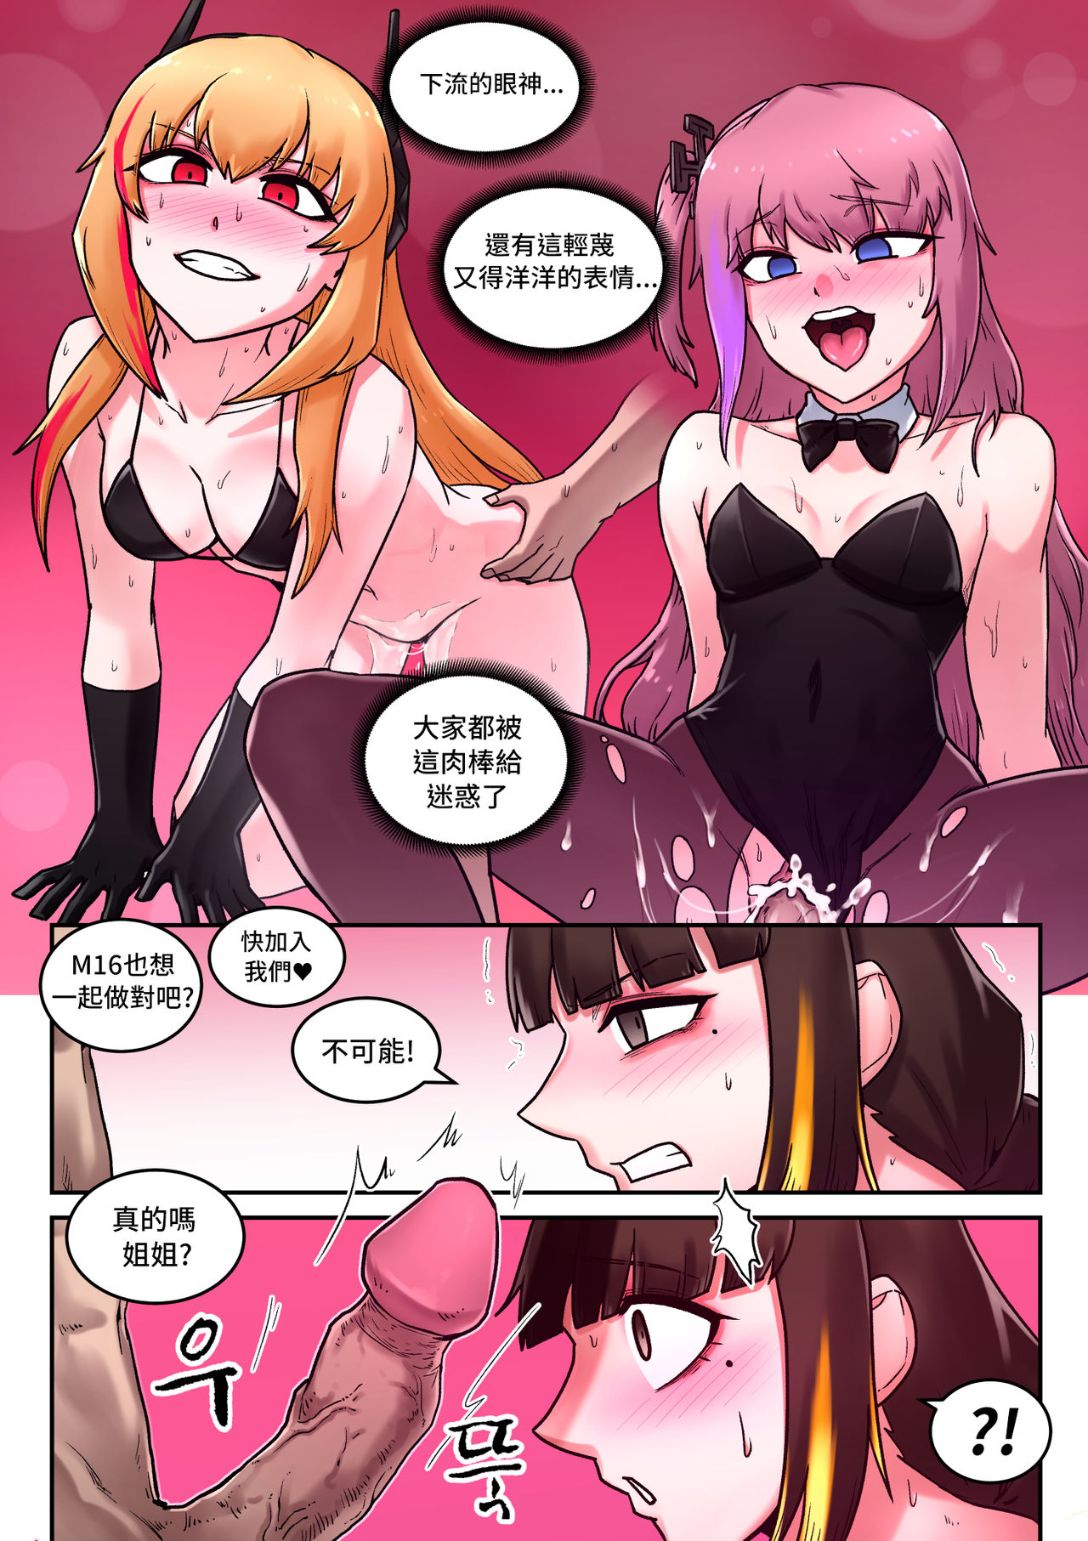 下流的眼神...
還有這輕蔑
又得洋洋的表情...
大家都被
這肉棒給
迷惑了
M16也想
一起做對吧?
快加入
我們♥
不可能!
真的嗎
姐姐?
우
뚝
?!